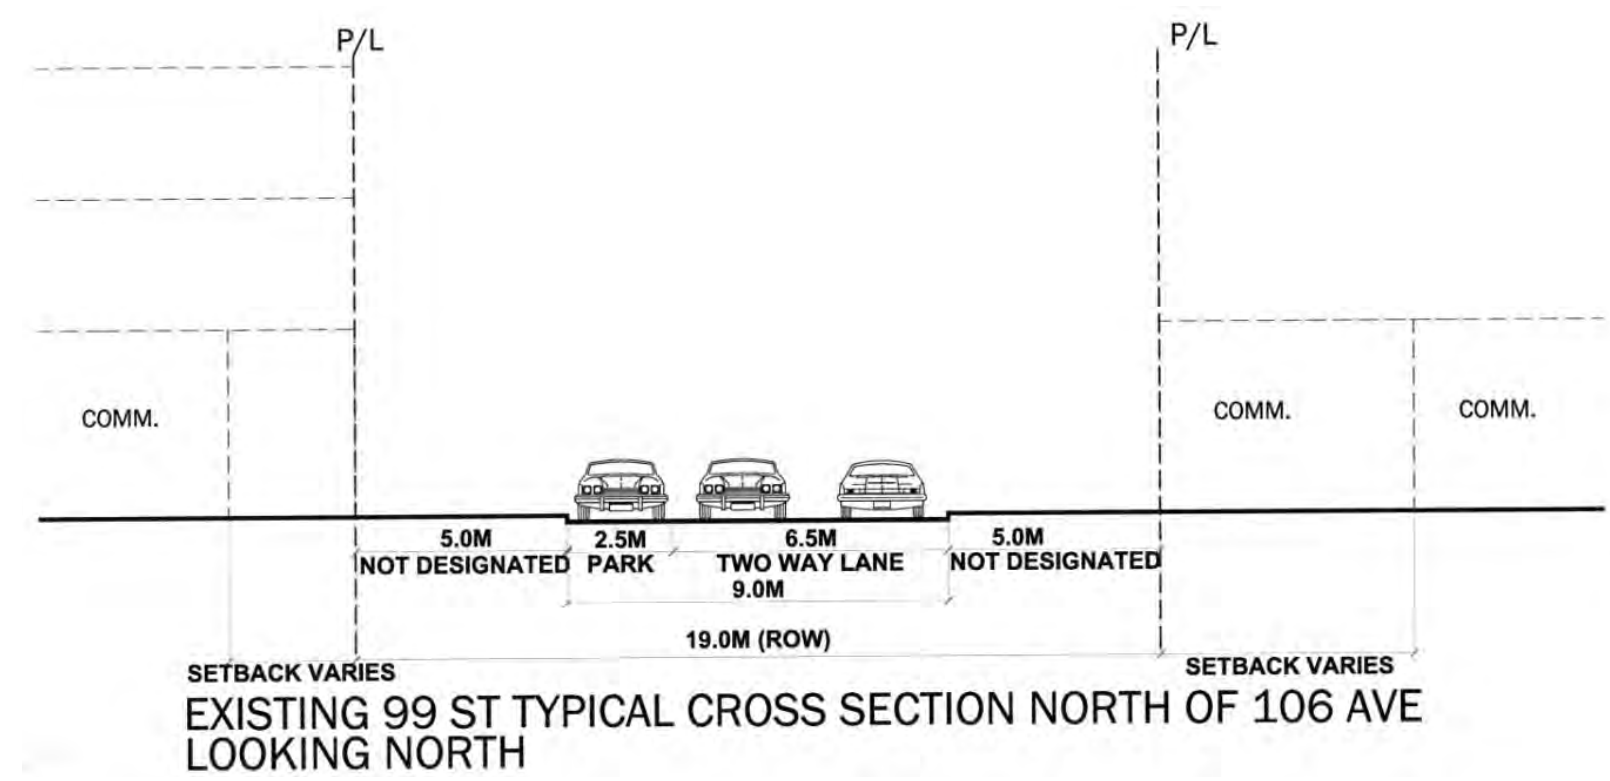 P/L
P/L
COMM.
COMM.
COMM.
5.0M
2.5M
6.5M
5.0M
NOT DESIGNATED
PARK
TWO WAY LANE
NOT DESIGNATED
9.0M
19.0M (ROW)
SETBACK VARIES
SETBACK VARIES
EXISTING 99 ST TYPICAL CROSS SECTION NORTH OF 106 AVE
LOOKING NORTH